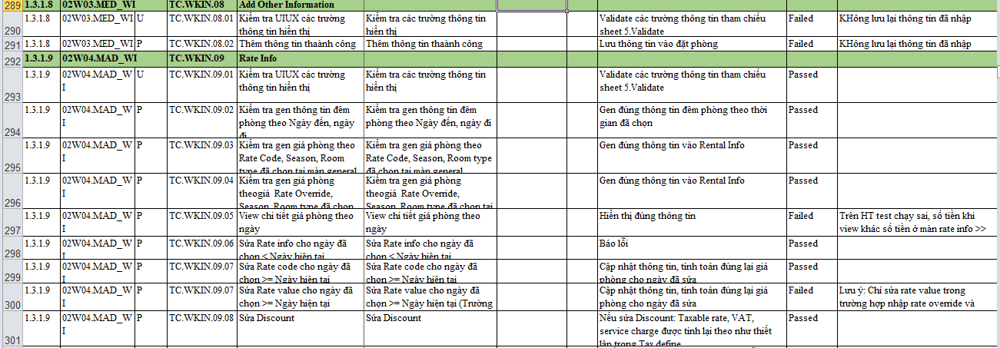 289 1.3.1.8 02W03.MED_WI TC.WKIN.08 Add Other Information
1.3.1.8 02W03.MED_WI U TC.WKIN.08.01 Kiểm tra UIUX các trường Kiểm tra các trường thông tin Validate các trường thông tin tham chiếu Failed KHông lưu lại thông tin đã nhập
290 thông tin hiển thị hiển thị sheet 5.Validate
291 1.3.1.8 02W03.MED_WI P TC.WKIN.08.02 Thêm thông tin thaành công Thêm thông tin thaành công Lưu thông tin vào đặt phòng Failed KHông lưu lại thông tin đã nhập
292 1.3.1.9 02W04.MAD_WI TC.WKIN.09 Rate Info
1.3.1.9 02W04.MAD_W U TC.WKIN.09.01 Kiểm tra UIUX các trường Kiểm tra các trường thông tin Validate các trường thông tin tham chiếu Passed
I thông tin hiển thị hiển thị sheet 5.Validate
293
1.3.1.9 02W04.MAD_W P TC.WKIN.09.02 Kiểm tra gen thông tin đêm Kiểm tra gen thông tin đêm Gen đúng thông tin đêm phòng theo thời Passed
I phòng theo Ngày đến, ngày phòng theo Ngày đến, ngày đi gian đã chọn
294 đi
1.3.1.9 02W04.MAD_W P TC.WKIN.09.03 Kiểm tra gen giá phòng theo Kiểm tra gen giá phòng theo Gen đúng thông tin vào Rental Info Passed
I Rate Code, Season, Room Rate Code, Season, Room type
295 type đã chọn tại màn general đã chọn tại màn general
1.3.1.9 02W04.MAD_W P TC.WKIN.09.04 Kiểm tra gen giá phòng Kiểm tra gen giá phòng Gen đúng thông tin vào Rental Info Passed
I theogiá Rate Override, theogiá Rate Override,
296 Season, Room type đã chọn Season, Room type đã chọn tại
1.3.1.9 02W04.MAD_W P TC.WKIN.09.05 View chi tiết giá phòng theo View chi tiết giá phòng theo Hiển thị đúng thông tin Failed Trên HT test chạy sai, số tiền khi
297 I ngày ngày view khác số tiền ở màn rate info >>
1.3.1.9 02W04.MAD_W P TC.WKIN.09.06 Sửa Rate info cho ngày đã Sửa Rate info cho ngày đã Báo lỗi Passed
298 I chọn < Ngày hiện tại chọn < Ngày hiện tại
1.3.1.9 02W04.MAD_W P TC.WKIN.09.07 Sửa Rate code cho ngày đã Sửa Rate code cho ngày đã Cập nhật thông tin, tính toán đúng lại giá Passed
299 I chọn >= Ngày hiện tại chọn >= Ngày hiện tại phòng cho ngày đã sửa
1.3.1.9 02W04.MAD_W P TC.WKIN.09.07 Sửa Rate value cho ngày đã Sửa Rate value cho ngày đã Cập nhật thông tin, tính toán đúng lại giá Failed Lưu ý: Chỉ sửa rate value trong
300 I chọn >= Ngày hiện tại chọn >= Ngày hiện tại (Trường phòng cho ngày đã sửa trường hợp nhập rate override và
1.3.1.9 02W04.MAD_W P TC.WKIN.09.08 Sửa Discount Sửa Discount Nếu sửa Discount: Taxable rate, VAT, Passed
I service charge được tính lại theo như thiết
301 lập trong Tax define